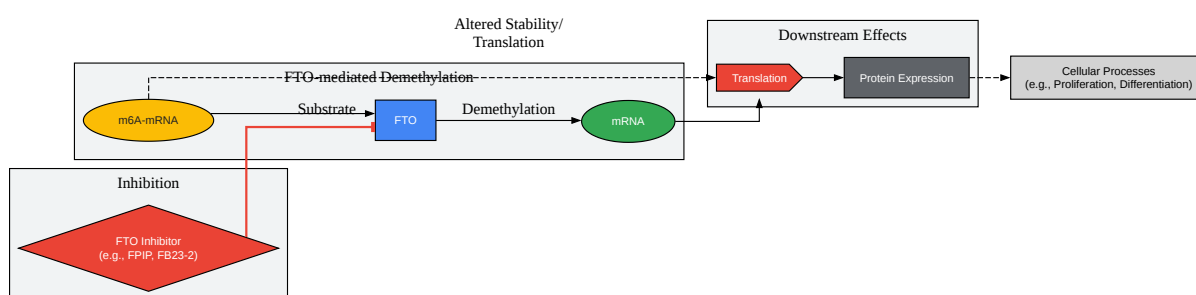 Altered Stability/
Translation
Downstream Effects
FTO-mediated Demethylation
Translation
Protein Expression
Cellular Processes
(e.g., Proliferation, Differentiation)
m6A-mRNA
Substrate
FTO
Demethylation
mRNA
Inhibition
FTO Inhibitor
(e.g., FPIP, FB23-2)